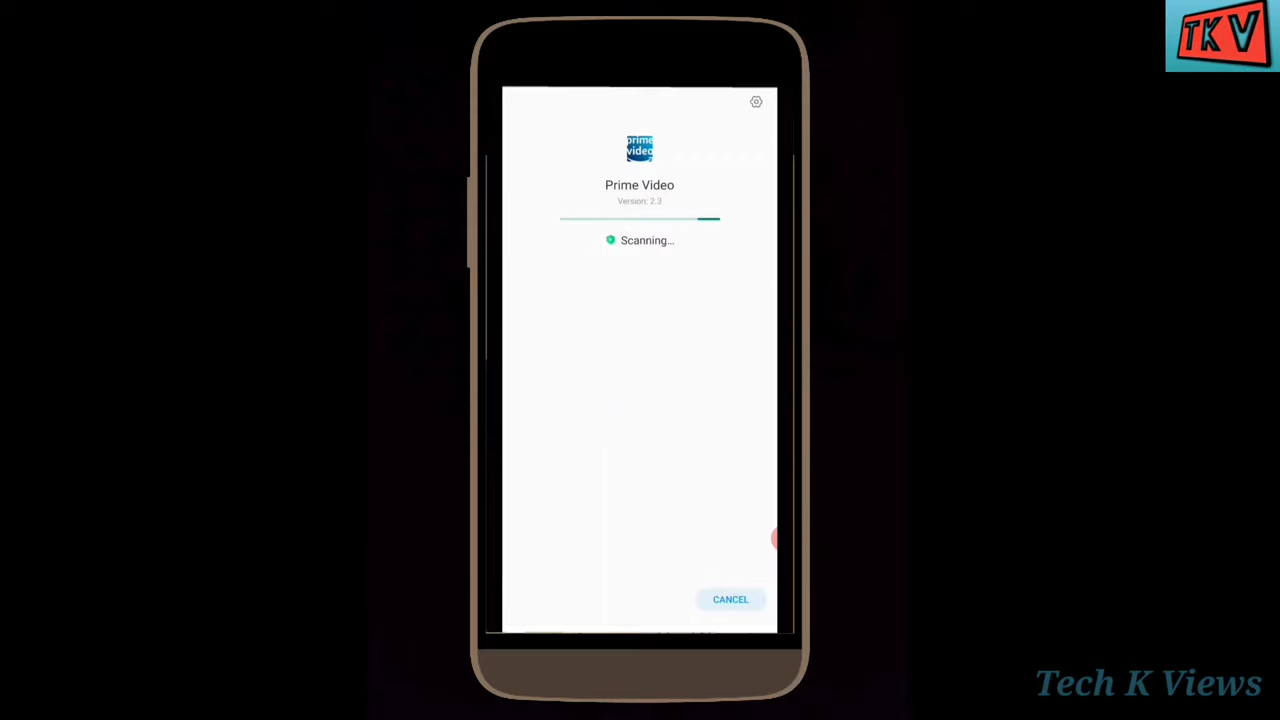 TKV
prime
video
Prime Video
Version: 2.3
Scanning...
CANCEL
Tech K Views